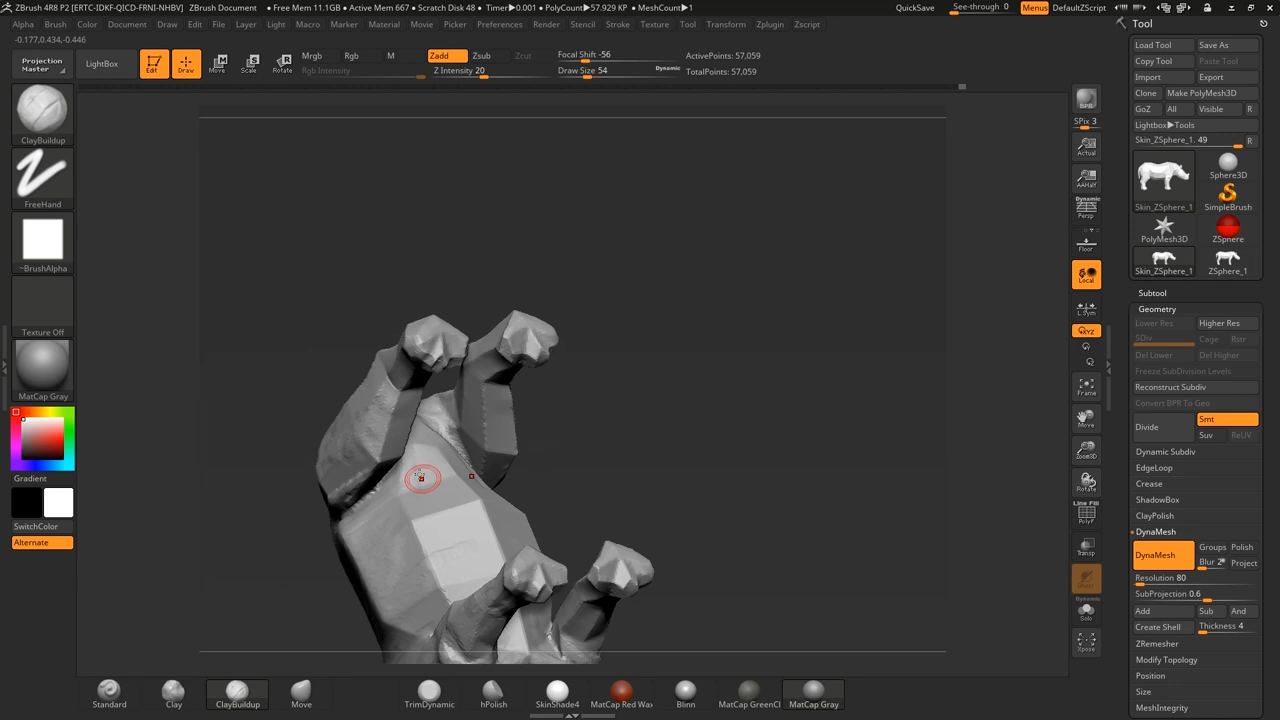 ZBrush 4R8 P2 [ERTC-IDKF-QICD-FRNI-NHBV] ZBrush Document ● Free Mem 11.1GB ● Active Mem 667 ● Scratch Disk 48 ● Timer▶0.001 ● PolyCount▶57.929 KP ● MeshCount▶1 QuickSave See-through 0 Menus DefaultZScript
Alpha Brush Color Document Draw Edit File Layer Light Macro Marker Material Movie Picker Preferences Render Stencil Stroke Texture Tool Transform Zplugin Zscript
-0.177,0.434,-0.446
Projection Master
LightBox
Edit
Draw
Move
Scale
Rotate
Mrgb Rgb M
Rgb Intensity
Zadd Zsub Zcut
Z Intensity 20
Focal Shift -56
Draw Size 54
Dynamic
ActivePoints: 57,059
TotalPoints: 57,059
ClayBuildup
FreeHand
~BrushAlpha
Texture Off
MatCap Gray
Gradient
SwitchColor
Alternate
BPR
SPix 3
Actual
AAHalf
Dynamic
Persp
Floor
Local
L.Sym
XYZ
Frame
Move
Zoom3D
Rotate
Line Fill
PolyF
Transp
Ghost
Dynamic
Solo
Xpose
Tool
Load Tool Save As
Copy Tool Paste Tool
Import Export
Clone Make PolyMesh3D
GoZ All Visible R
Lightbox▶Tools
Skin_ZSphere_1. 49 R
Skin_ZSphere_1
Sphere3D
SimpleBrush
PolyMesh3D ZSphere
Skin_ZSphere_1 ZSphere_1
Subtool
Geometry
Lower Res Higher Res
SDiv Cage Rstr
Del Lower Del Higher
Freeze SubDivision Levels
Reconstruct Subdiv
Convert BPR To Geo
Divide Smt
Suv ReUV
Dynamic Subdiv
EdgeLoop
Crease
ShadowBox
ClayPolish
DynaMesh
DynaMesh Groups Polish
Blur 2 Project
Resolution 80
SubProjection 0.6
Add Sub And
Create Shell Thickness 4
ZRemesher
Modify Topology
Position
Size
MeshIntegrity
Standard Clay ClayBuildup Move TrimDynamic hPolish SkinShade4 MatCap Red Wax Blinn MatCap GreenCl MatCap Gray